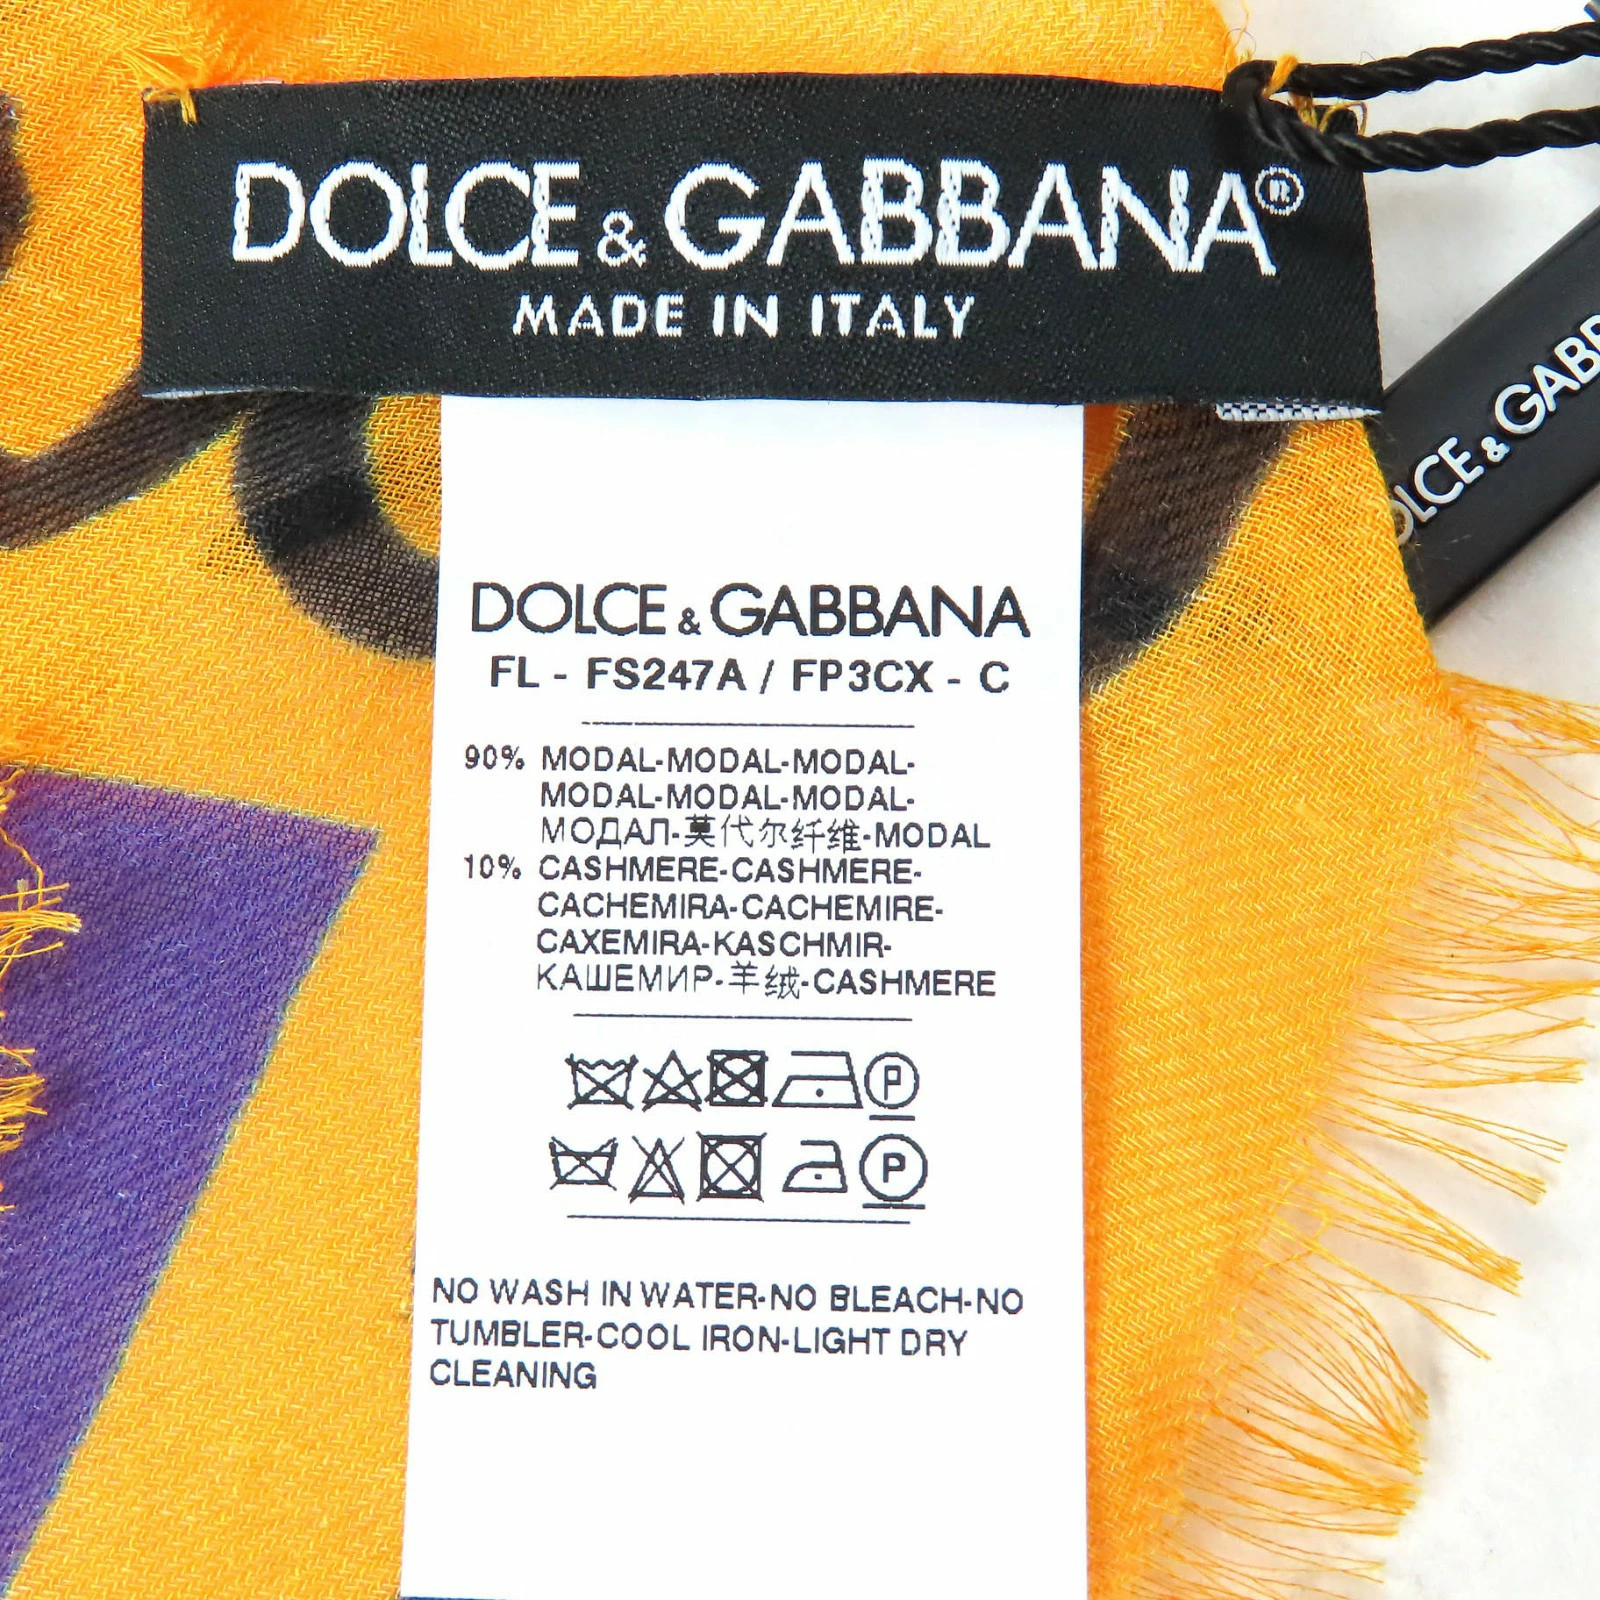 DOLCE & GABBANA®
MADE IN ITALY
DOLCE & GABBANA
FL - FS247A / FP3CX - C
90% MODAL-MODAL-MODAL-
MODAL-MODAL-MODAL-
МОДАЛ-莫代尔纤维-MODAL
10% CASHMERE-CASHMERE-
CACHEMIRA-CACHEMIRE-
CAXEMIRA-KASCHMIR-
КАШЕМИР-羊绒-CASHMERE
P
P
NO WASH IN WATER-NO BLEACH-NO
TUMBLER-COOL IRON-LIGHT DRY
CLEANING
OLCE & GABB